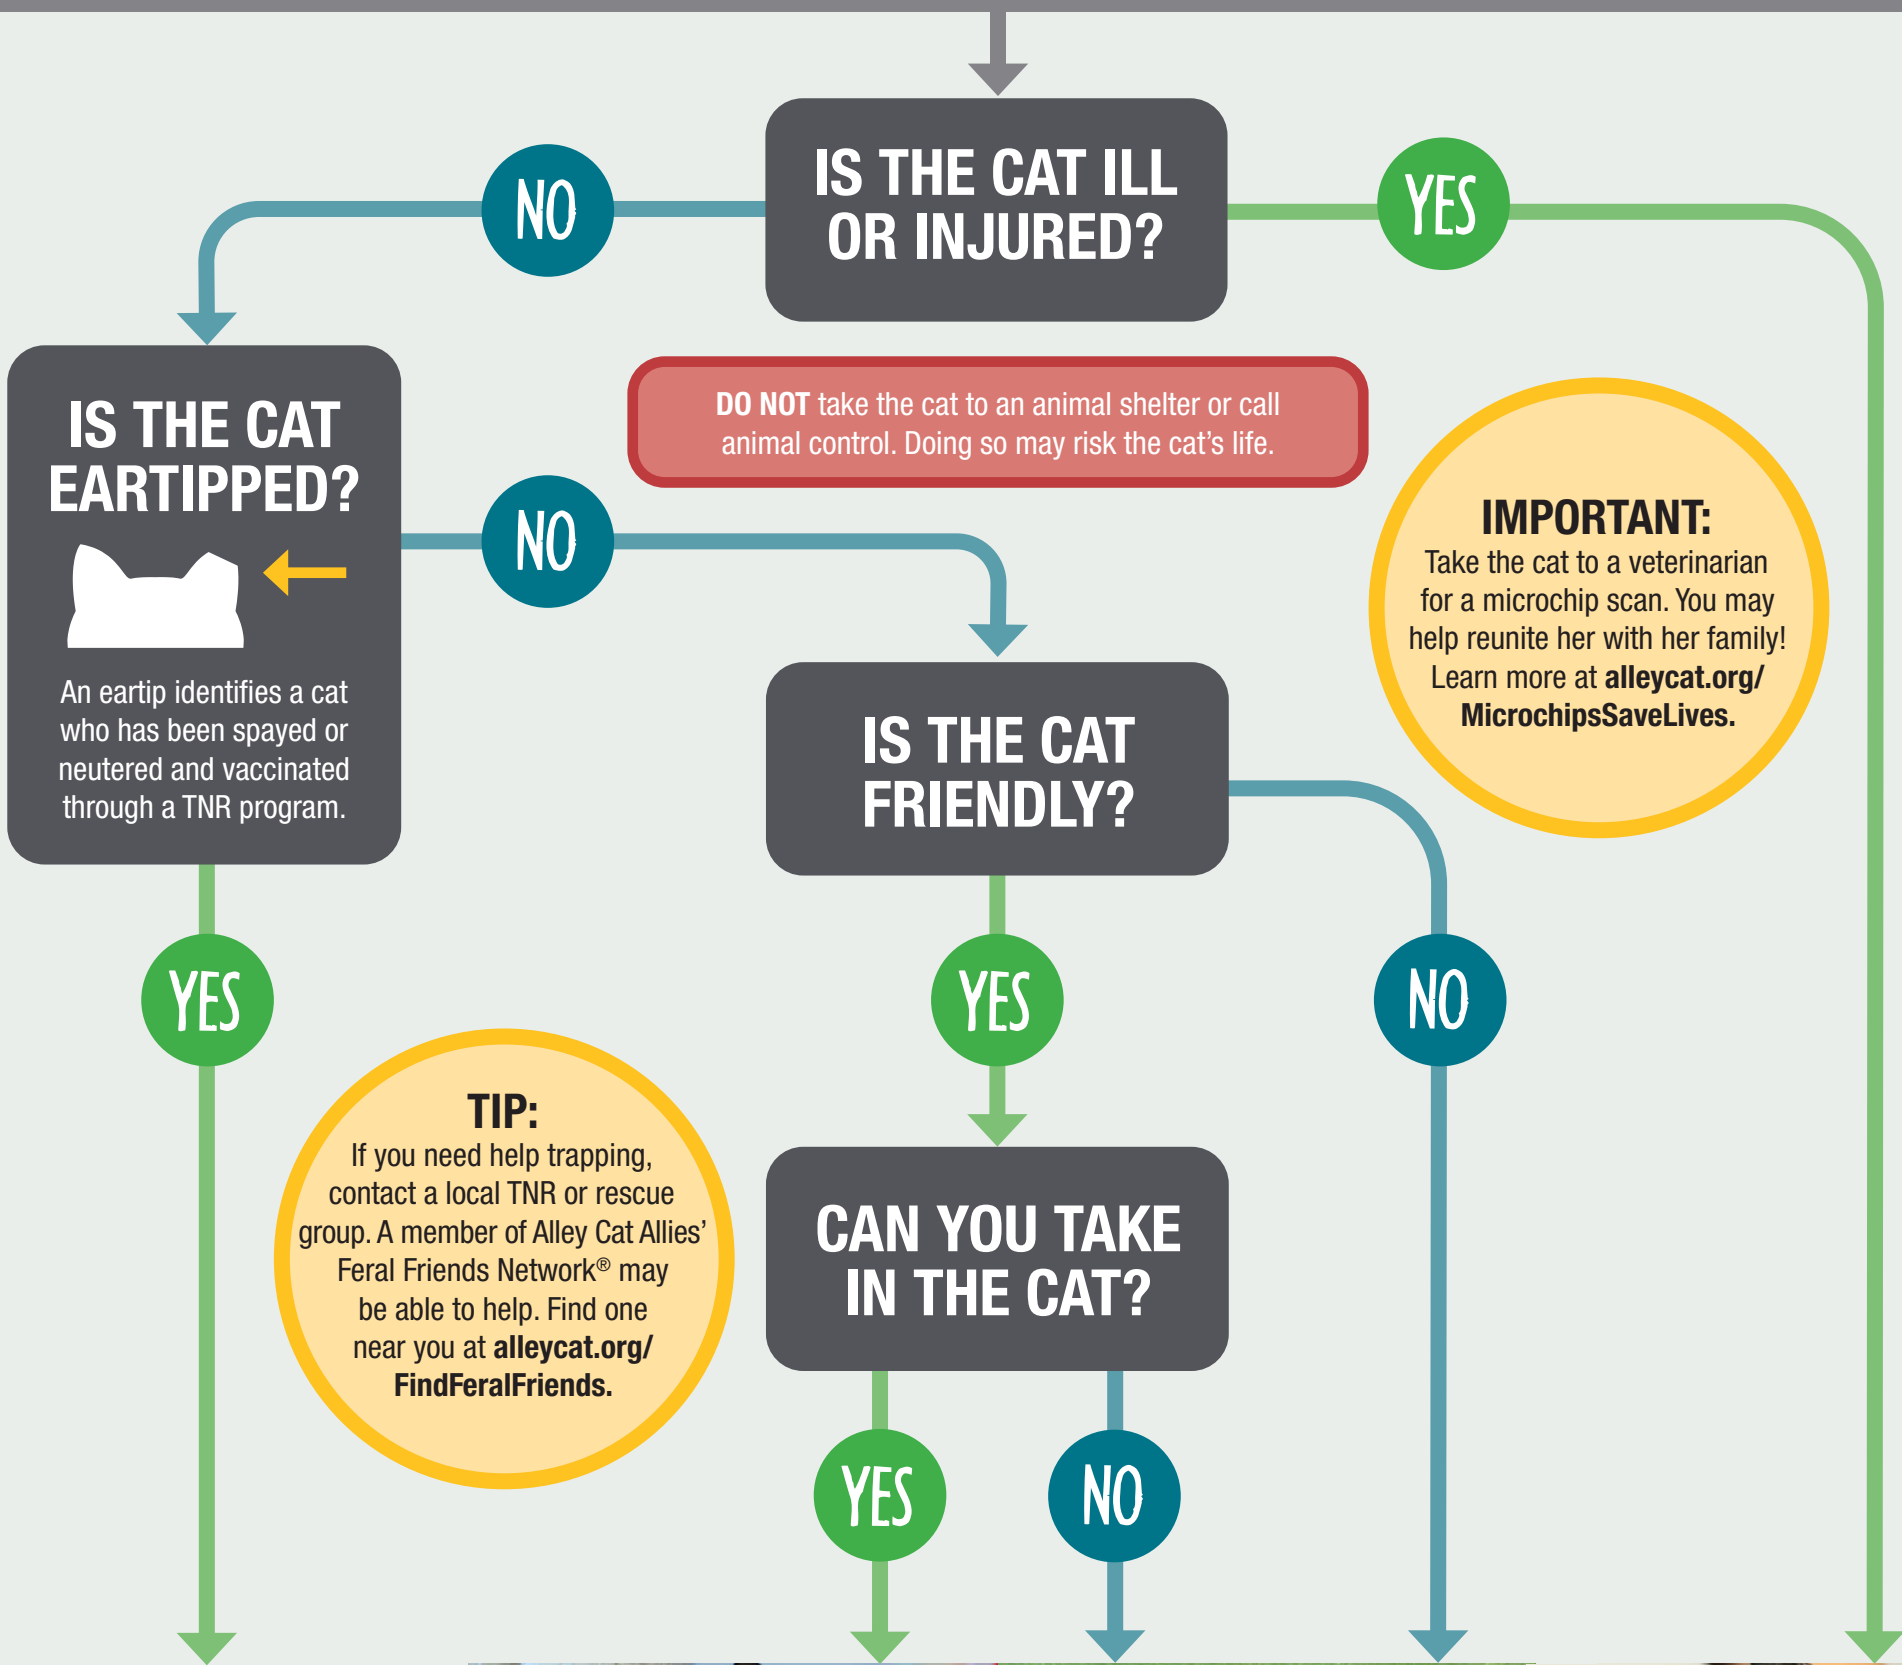 IS THE CAT ILL
OR INJURED?
NO
YES
IS THE CAT
EARTIPPED?
An eartip identifies a cat
who has been spayed or
neutered and vaccinated
through a TNR program.
DO NOT take the cat to an animal shelter or call
animal control. Doing so may risk the cat's life.
NO
IMPORTANT:
Take the cat to a veterinarian
for a microchip scan. You may
help reunite her with her family!
Learn more at alleycat.org/
MicrochipsSaveLives.
IS THE CAT
FRIENDLY?
YES
YES
NO
TIP:
If you need help trapping,
contact a local TNR or rescue
group. A member of Alley Cat Allies’
Feral Friends Network® may
be able to help. Find one
near you at alleycat.org/
FindFeralFriends.
CAN YOU TAKE
IN THE CAT?
YES
NO